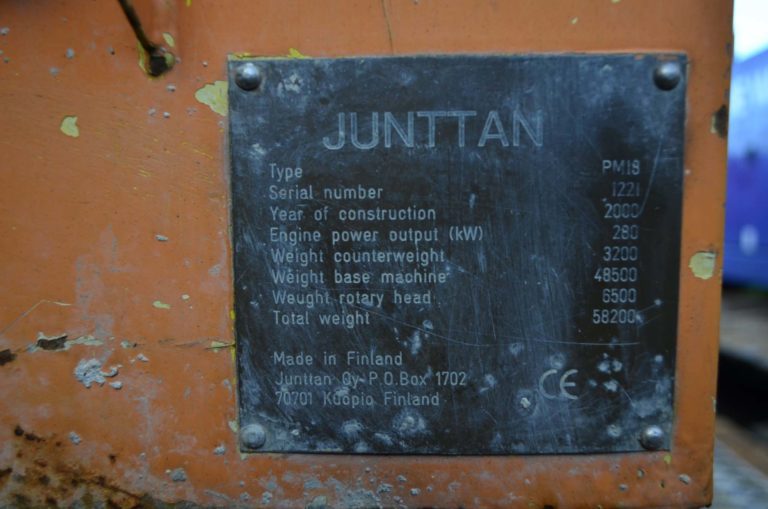 JUNTTAN
Type PM18
Serial number 1221
Year of construction 2000
Engine power output (kW) 280
Weight counterweight 3200
Weight base machine 48500
Weught rotary head 6500
Total weight 58200
Made in Finland
Junttan Oy P.O.Box 1702
70701 Kuopio Finland
CE